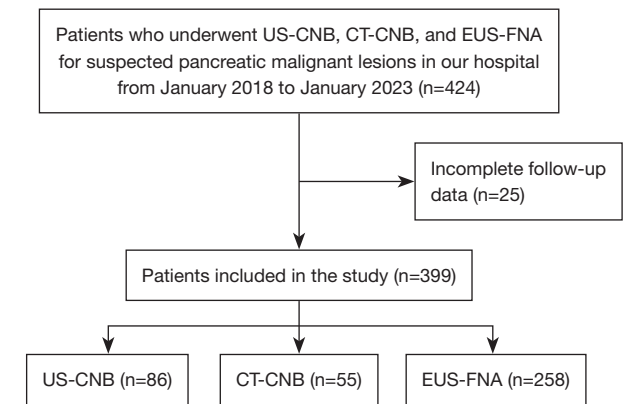 Patients who underwent US-CNB, CT-CNB, and EUS-FNA
for suspected pancreatic malignant lesions in our hospital
from January 2018 to January 2023 (n=424)
Incomplete follow-up
data (n=25)
Patients included in the study (n=399)
US-CNB (n=86)
CT-CNB (n=55)
EUS-FNA (n=258)